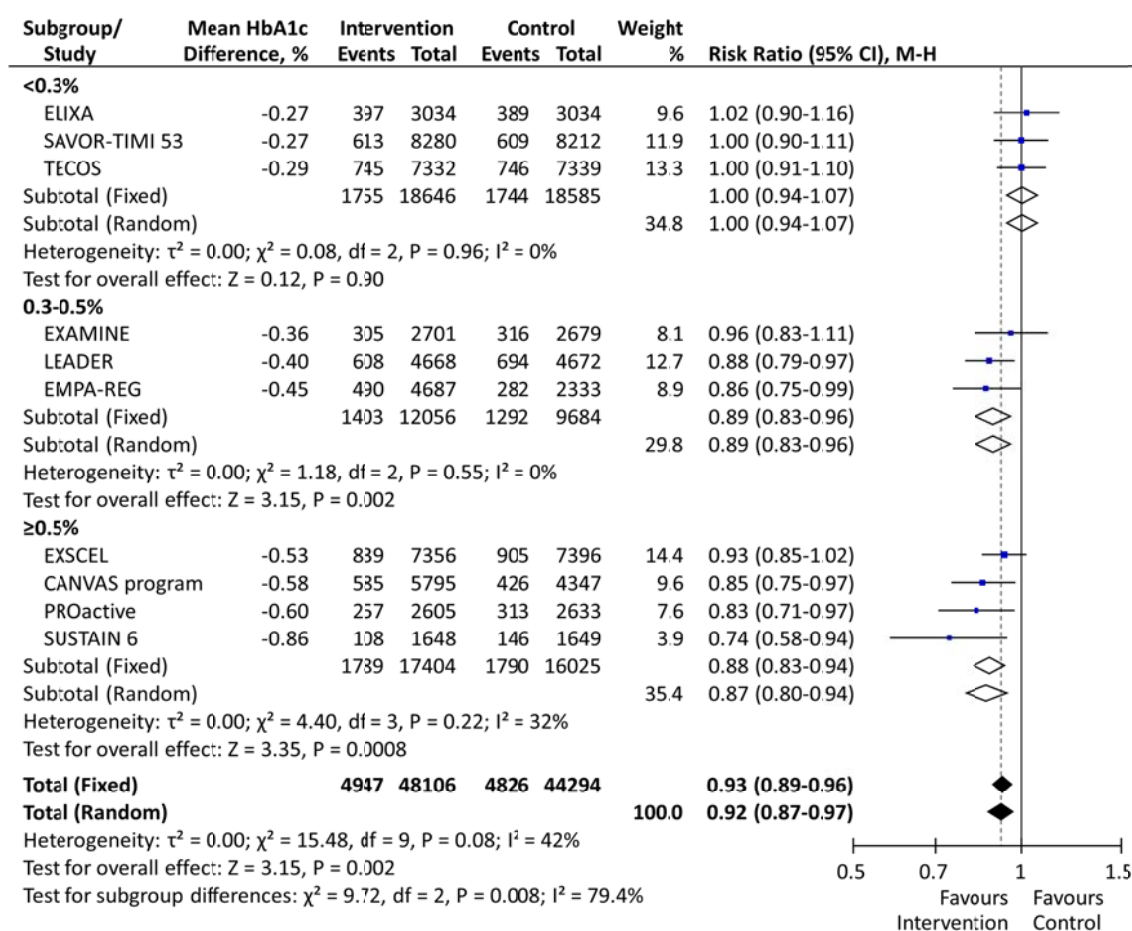 Subgroup/ Mean HbA1c Intervention Control Weight
Study Difference, % Events Total Events Total % Risk Ratio (95% CI), M-H
<0.3%
ELIXA -0.27 397 3034 389 3034 9.6 1.02 (0.90-1.16)
SAVOR-TIMI 53 -0.27 613 8280 609 8212 11.9 1.00 (0.90-1.11)
TECOS -0.29 745 7332 746 7339 13.3 1.00 (0.91-1.10)
Subtotal (Fixed) 1755 18646 1744 18585 1.00 (0.94-1.07)
Subtotal (Random) 34.8 1.00 (0.94-1.07)
Heterogeneity: τ² = 0.00; χ² = 0.08, df = 2, P = 0.96; I² = 0%
Test for overall effect: Z = 0.12, P = 0.90
0.3-0.5%
EXAMINE -0.36 305 2701 316 2679 8.1 0.96 (0.83-1.11)
LEADER -0.40 608 4668 694 4672 12.7 0.88 (0.79-0.97)
EMPA-REG -0.45 490 4687 282 2333 8.9 0.86 (0.75-0.99)
Subtotal (Fixed) 1403 12056 1292 9684 0.89 (0.83-0.96)
Subtotal (Random) 29.8 0.89 (0.83-0.96)
Heterogeneity: τ² = 0.00; χ² = 1.18, df = 2, P = 0.55; I² = 0%
Test for overall effect: Z = 3.15, P = 0.002
≥0.5%
EXSCEL -0.53 839 7356 905 7396 14.4 0.93 (0.85-1.02)
CANVAS program -0.58 585 5795 426 4347 9.6 0.85 (0.75-0.97)
PROactive -0.60 257 2605 313 2633 7.6 0.83 (0.71-0.97)
SUSTAIN 6 -0.86 108 1648 146 1649 3.9 0.74 (0.58-0.94)
Subtotal (Fixed) 1789 17404 1790 16025 0.88 (0.83-0.94)
Subtotal (Random) 35.4 0.87 (0.80-0.94)
Heterogeneity: τ² = 0.00; χ² = 4.40, df = 3, P = 0.22; I² = 32%
Test for overall effect: Z = 3.35, P = 0.0008
Total (Fixed) 4947 48106 4826 44294 0.93 (0.89-0.96)
Total (Random) 100.0 0.92 (0.87-0.97)
Heterogeneity: τ² = 0.00; χ² = 15.48, df = 9, P = 0.08; I² = 42%
Test for overall effect: Z = 3.15, P = 0.002
Test for subgroup differences: χ² = 9.72, df = 2, P = 0.008; I² = 79.4%
0.5 0.7 1 1.5
Favours Favours
Intervention Control